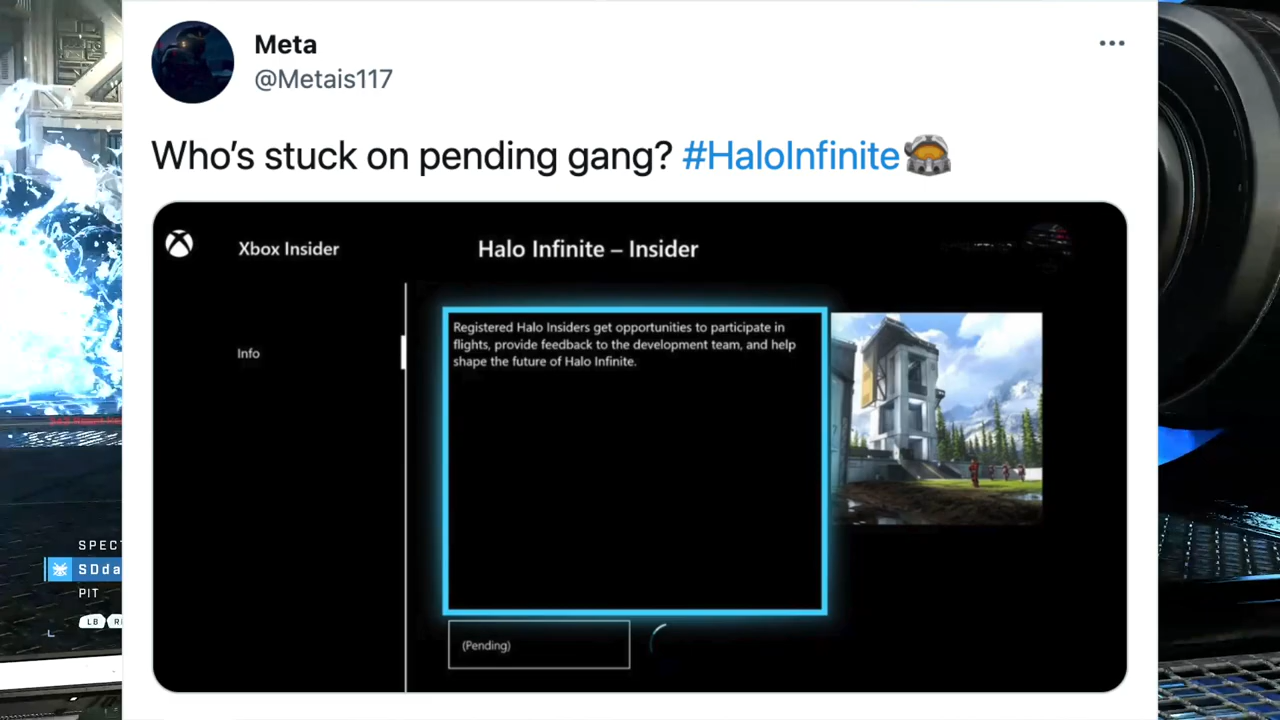 Meta
@Metais117
Who's stuck on pending gang? #HaloInfinite
Xbox Insider
Halo Infinite – Insider
Info
Registered Halo Insiders get opportunities to participate in
flights, provide feedback to the development team, and help
shape the future of Halo Infinite.
(Pending)
SPECT
SDda
PIT
LB
L